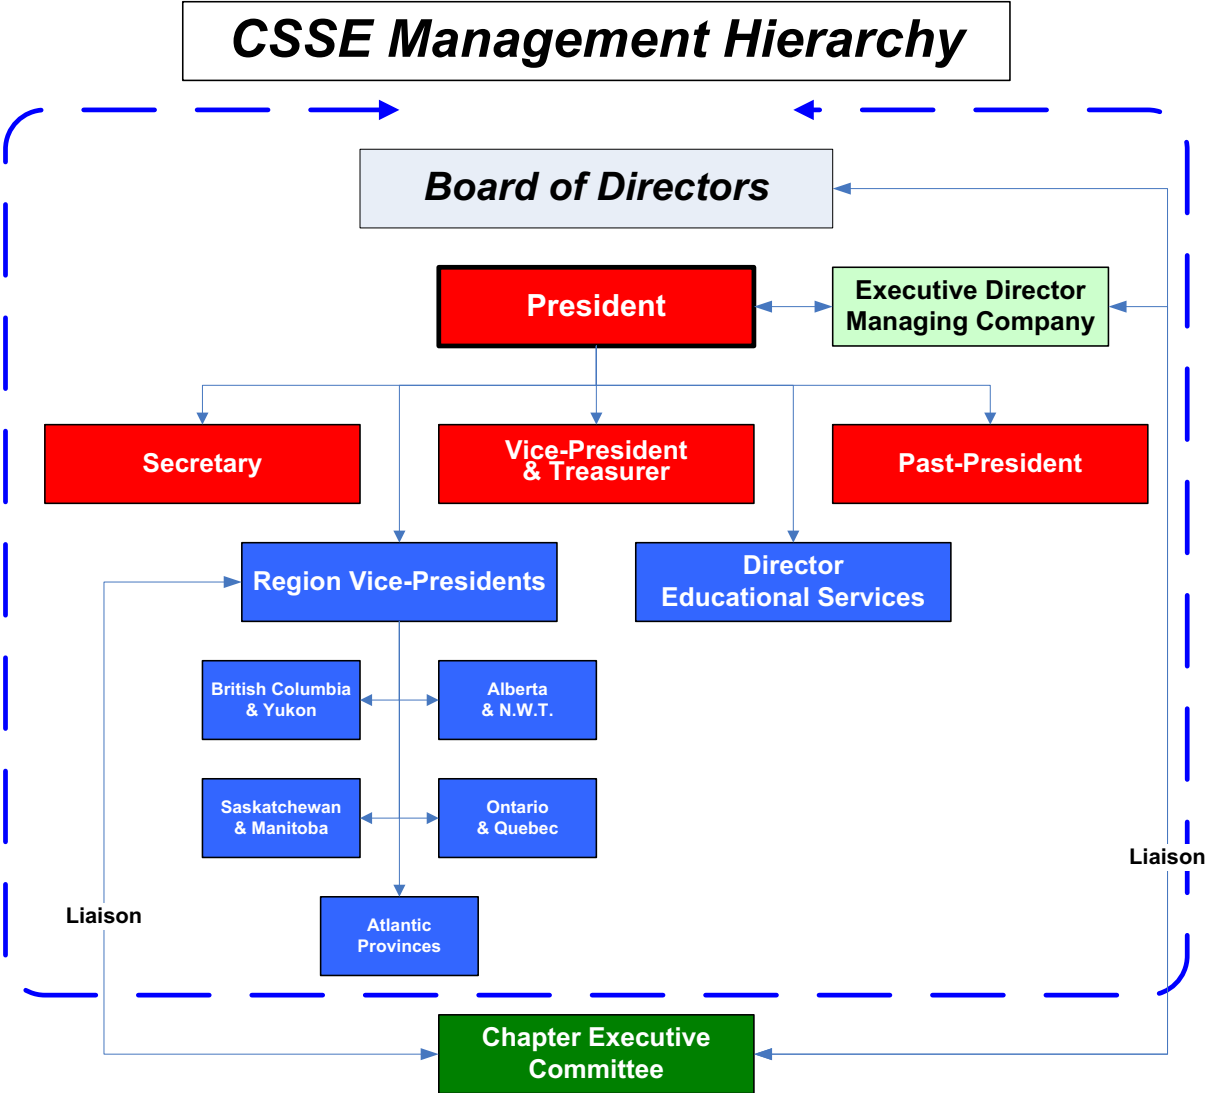 CSSE Management Hierarchy
Board of Directors
President
Executive Director
Managing Company
Secretary
Vice-President
& Treasurer
Past-President
Region Vice-Presidents
Director
Educational Services
British Columbia
& Yukon
Alberta
& N.W.T.
Saskatchewan
& Manitoba
Ontario
& Quebec
Liaison
Liaison
Atlantic
Provinces
Chapter Executive
Committee